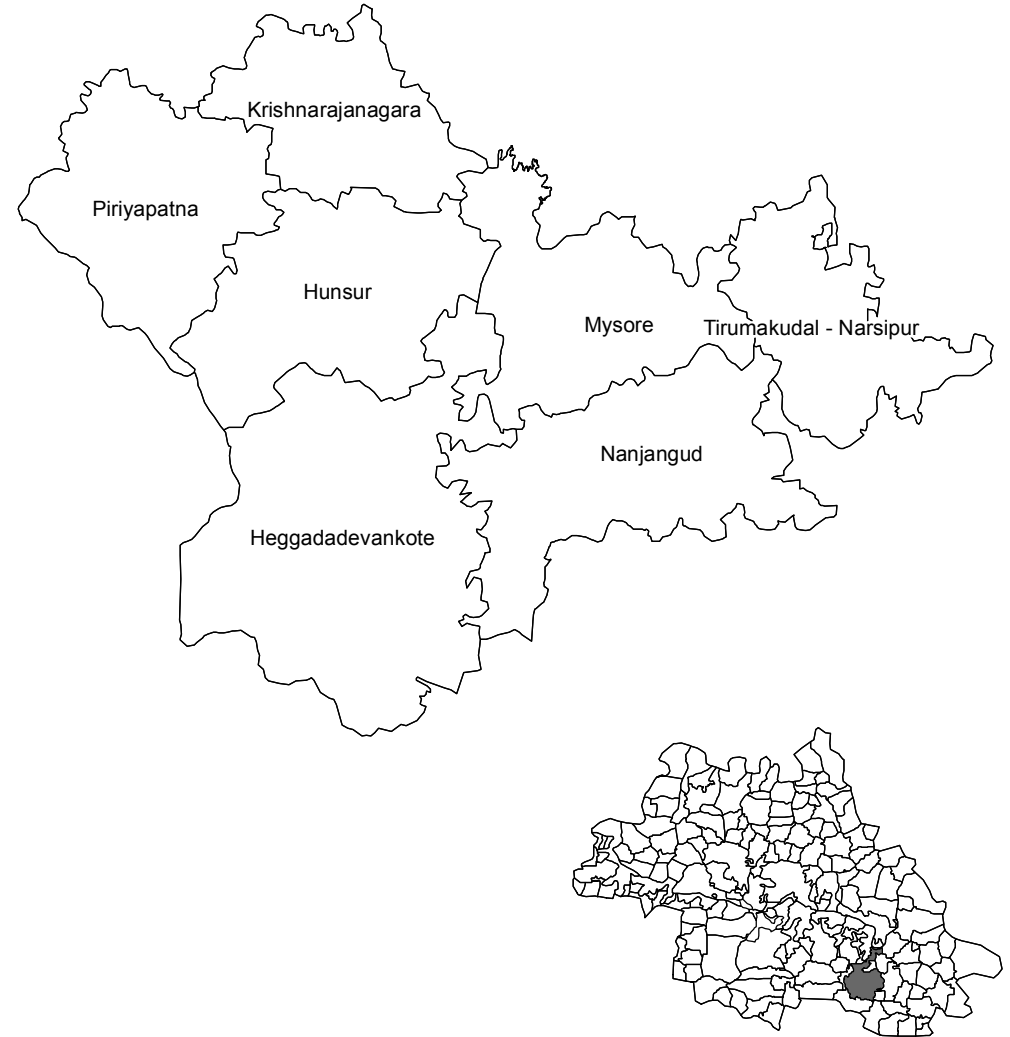 Krishnarajanagara
Piriyapatna
Hunsur
Mysore
Tirumakudal - Narsipur
Nanjangud
Heggadadevankote